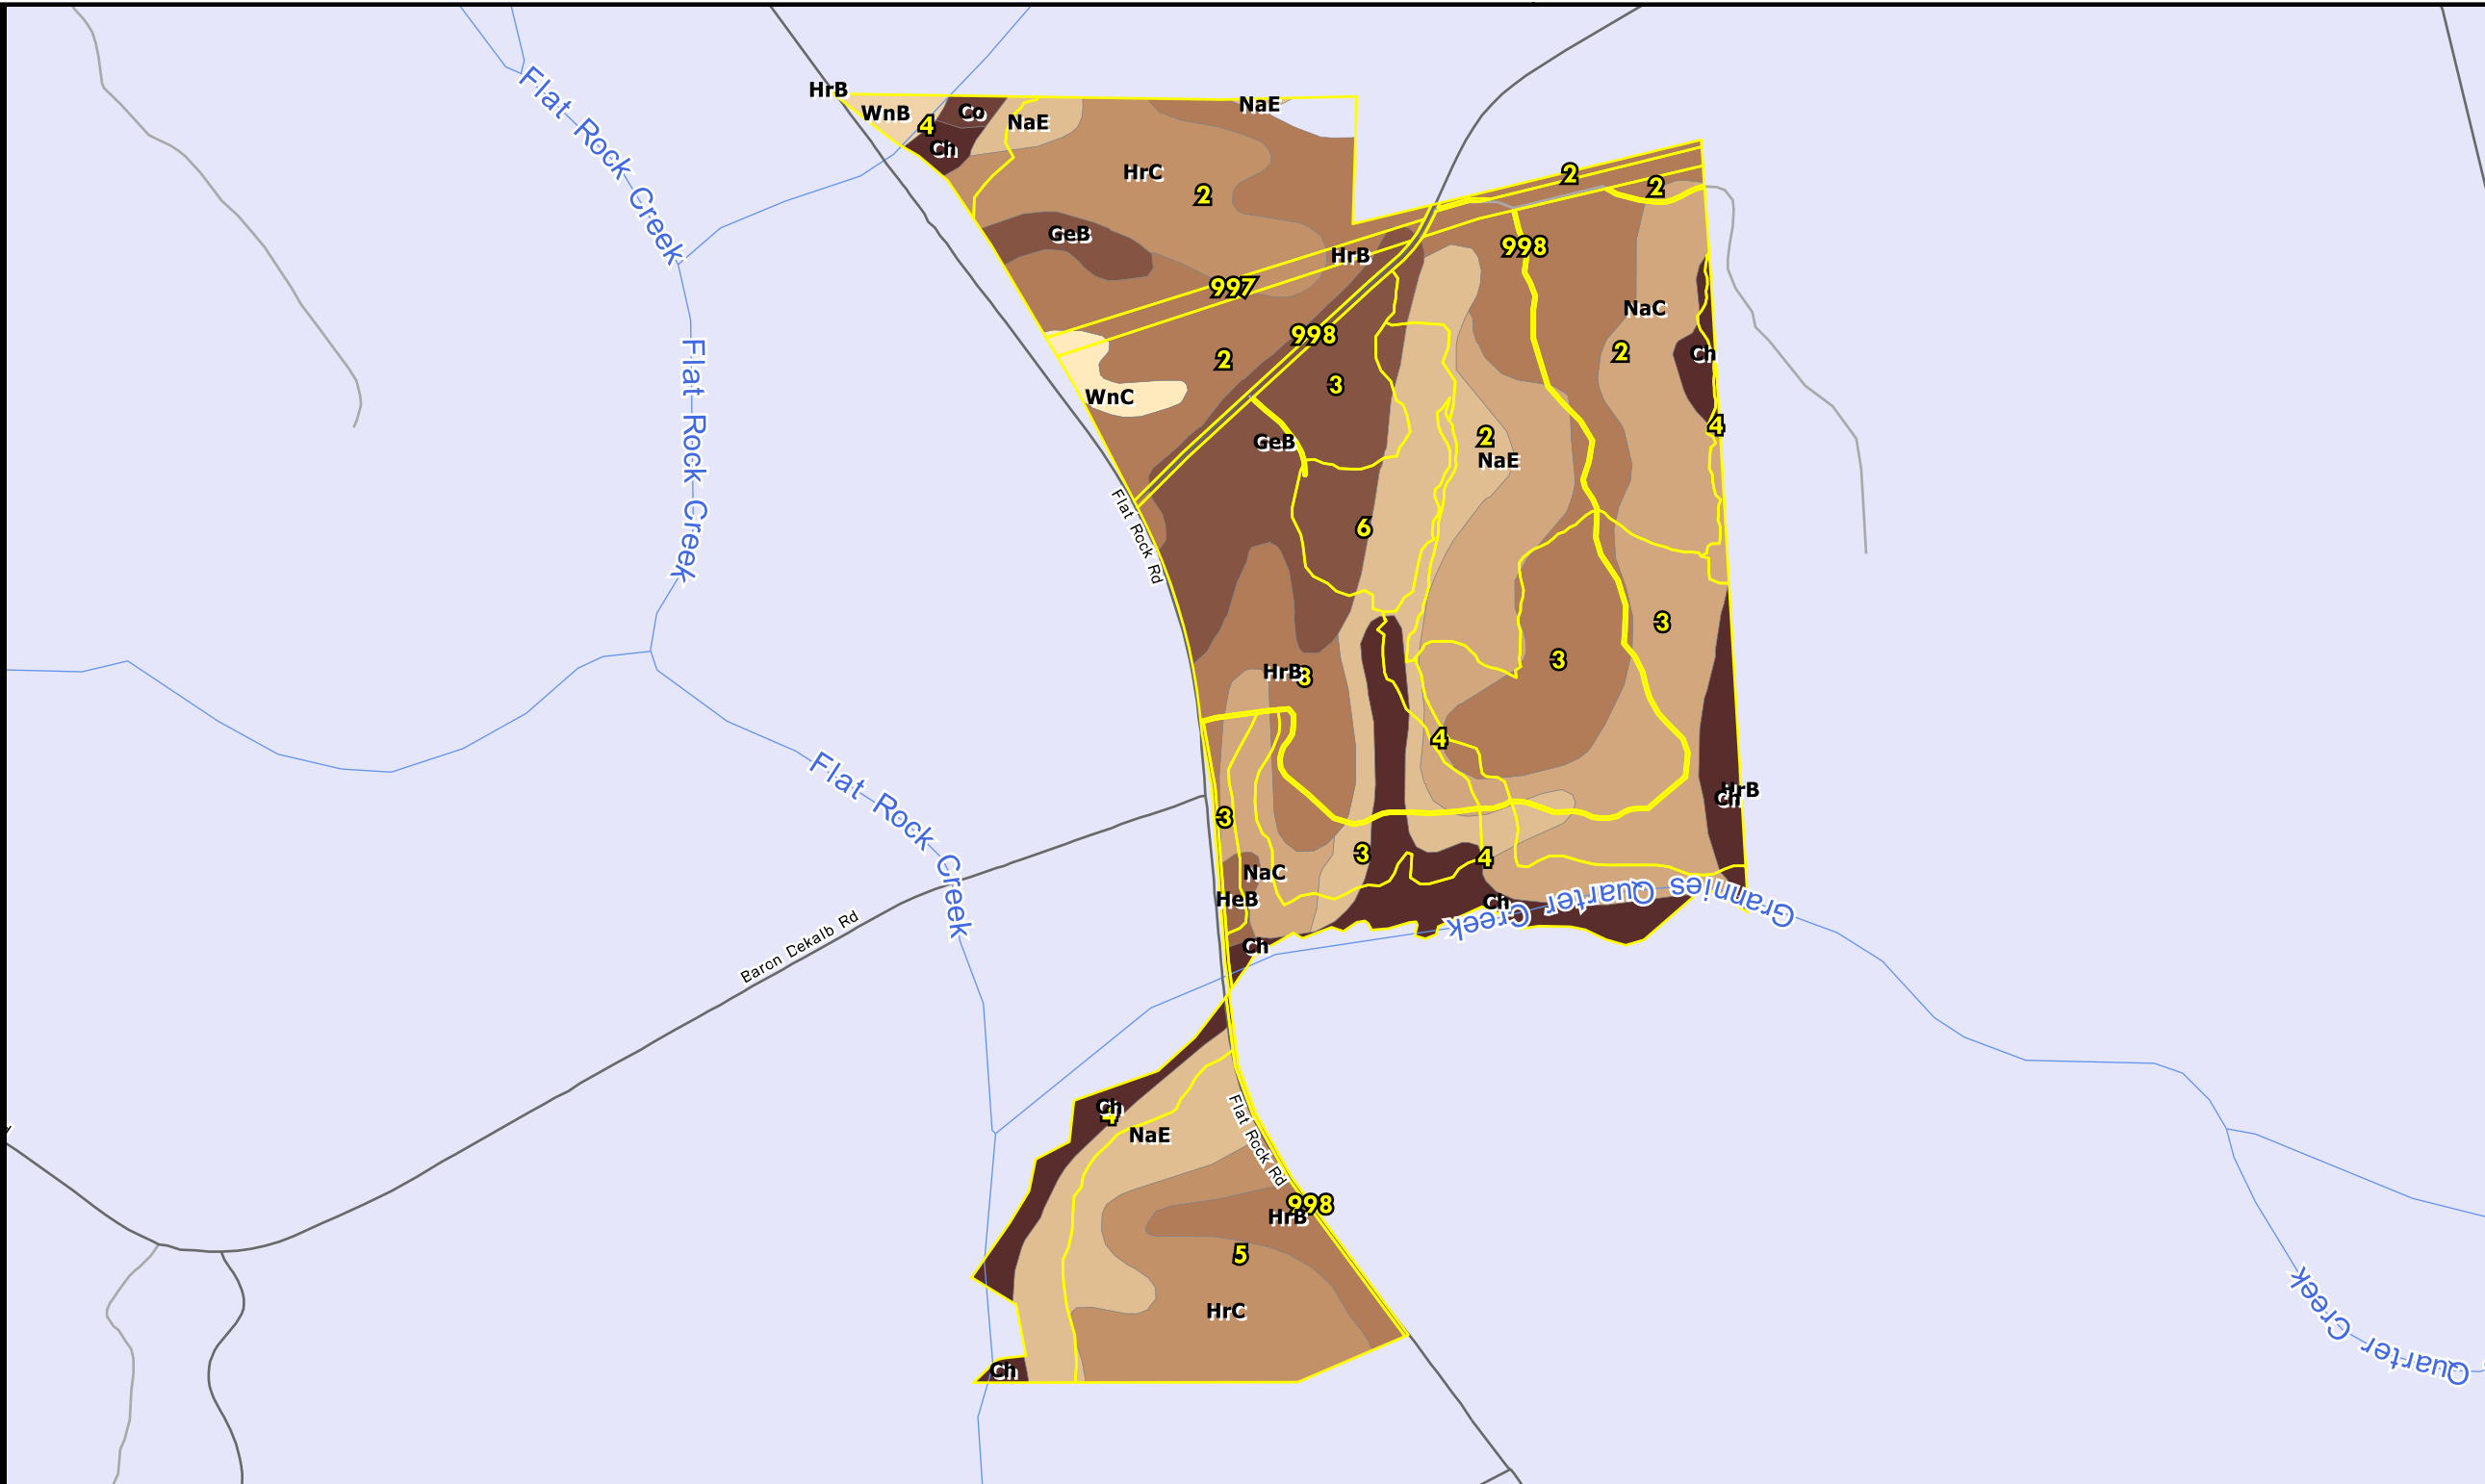 Flat Rock Creek
HrB
WnB
4
Co
Ch
NaE
NaE
HrC
2
2
2
GeB
HrB
998
997
NaC
998
2
Ch
2
3
WnC
4
GeB
2
NaE
Flat Rock Creek
Flat Rock Rd
6
3
HrB
3
3
4
HrB
Ch
Flat Rock Creek
3
3
4
NaC
HeB
Ch
Grannies Quarter Creek
Baron Dekalb Rd
Ch
Ch
4
NaE
Flat Rock Rd
998
HrB
5
HrC
Ch
Quarter Creek